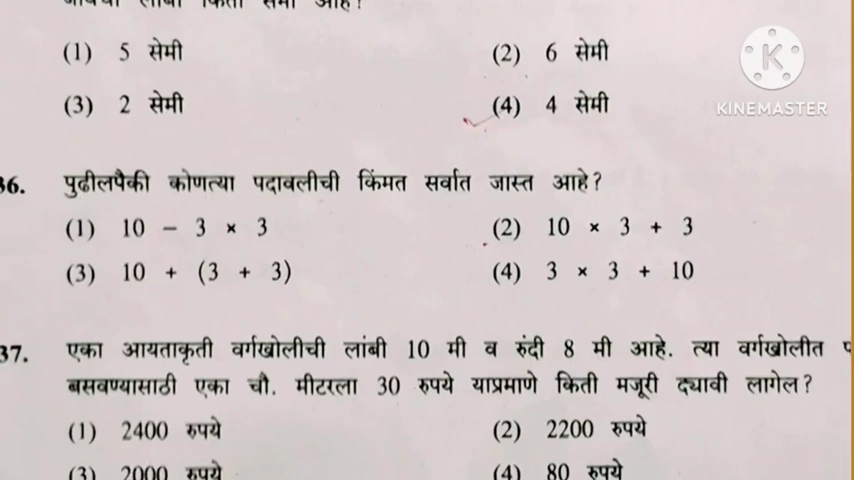 लांबी किती सेमी आहे?
(1) 5 सेमी (2) 6 सेमी
KINEMASTER
(3) 2 सेमी (4) 4 सेमी
36. पुढीलपैकी कोणत्या पदावलीची किंमत सर्वात जास्त आहे?
(1) 10 – 3 × 3 (2) 10 × 3 + 3
(3) 10 + (3 + 3) (4) 3 × 3 + 10
37. एका आयताकृती वर्गखोलीची लांबी 10 मी व रुंदी 8 मी आहे. त्या वर्गखोलीत
बसवण्यासाठी एका चौ. मीटरला 30 रुपये याप्रमाणे किती मजूरी द्यावी लागेल?
(1) 2400 रुपये (2) 2200 रुपये
(3) 2000 रुपये (4) 80 रुपये